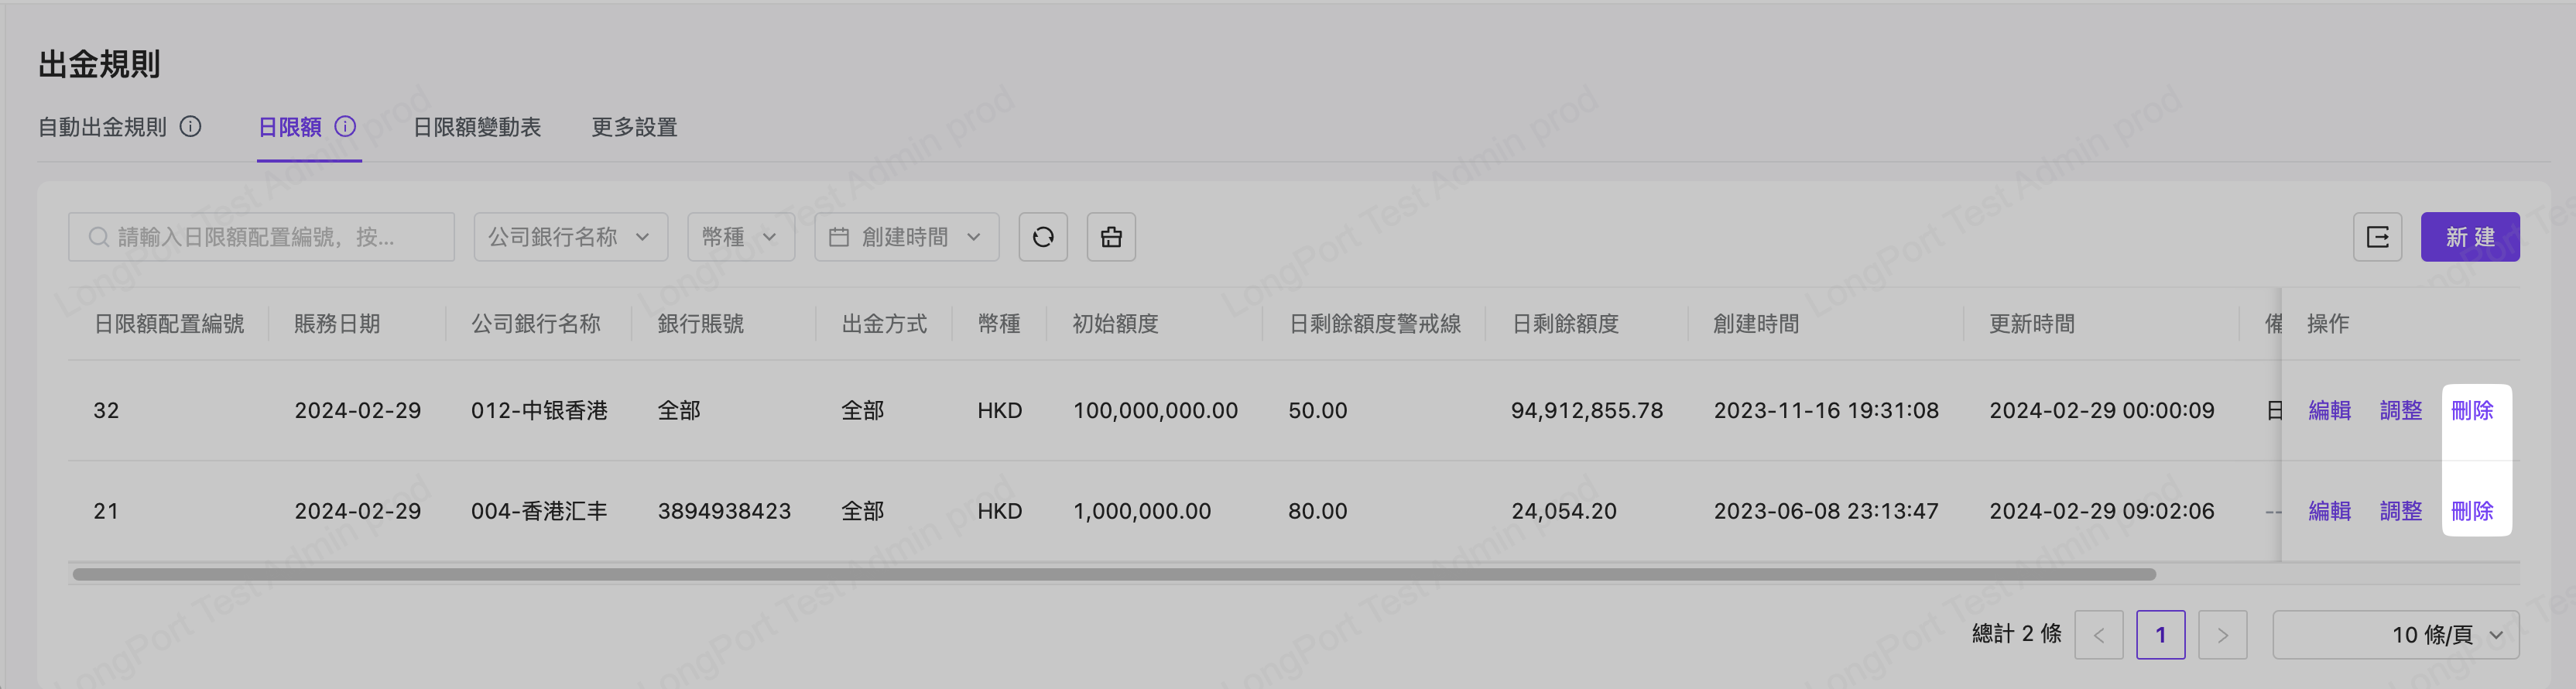 出金規則
自動出金規則 日限額 日限額變動表 更多設置
請輸入日限額配置編號，按... 公司銀行名称 幣種 創建時間 新 建
日限額配置編號 賬務日期 公司銀行名称 銀行賬號 出金方式 幣種 初始額度 日剩餘額度警戒線 日剩餘額度 創建時間 更新時間 備 操作
32 2024-02-29 012-中银香港 全部 全部 HKD 100,000,000.00 50.00 94,912,855.78 2023-11-16 19:31:08 2024-02-29 00:00:09 日 編輯 調整 刪除
21 2024-02-29 004-香港汇丰 3894938423 全部 HKD 1,000,000.00 80.00 24,054.20 2023-06-08 23:13:47 2024-02-29 09:02:06 -- 編輯 調整 刪除
總計 2 條 < 1 > 10 條/頁
LongPort Test Admin prod